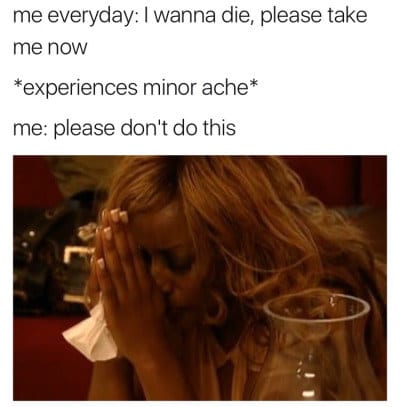 me everyday: I wanna die, please take
me now
*experiences minor ache*
me: please don't do this